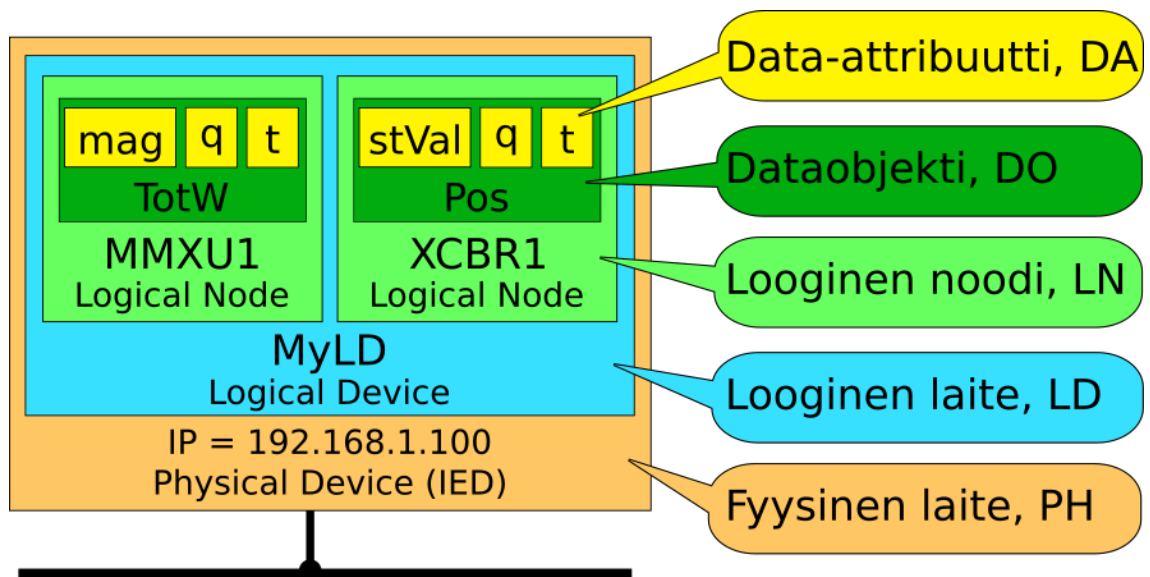 mag q t
TotW
MMXU1
Logical Node
stVal q t
Pos
XCBR1
Logical Node
MyLD
Logical Device
IP = 192.168.1.100
Physical Device (IED)
Data-attribuutti, DA
Dataobjekti, DO
Looginen noodi, LN
Looginen laite, LD
Fyysinen laite, PH